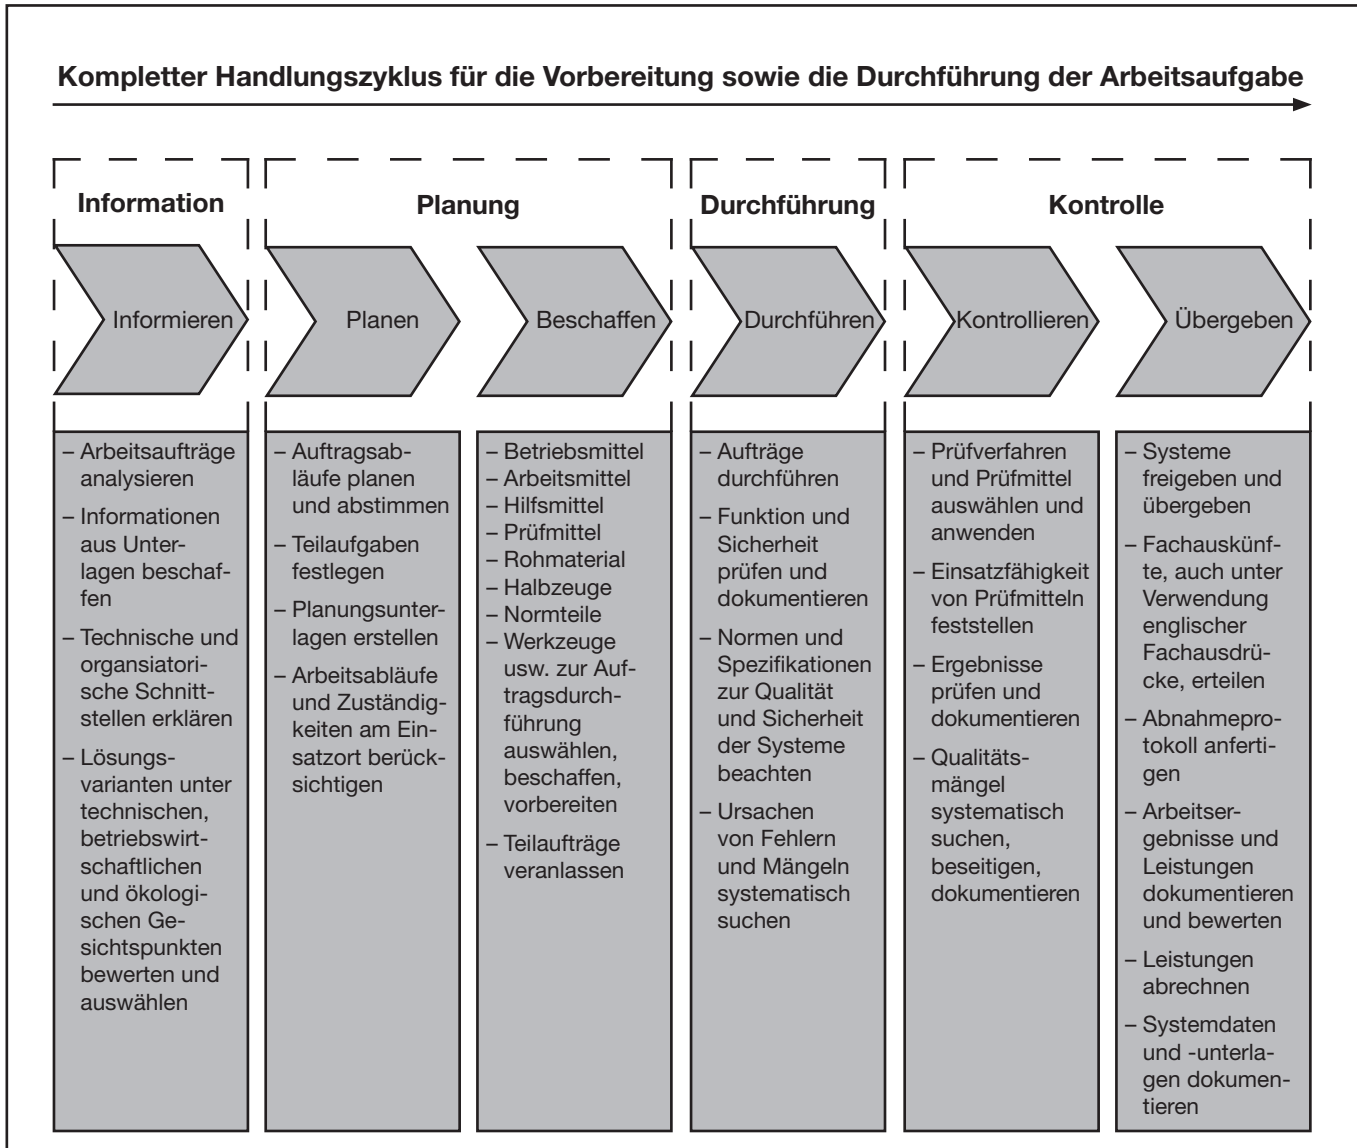 Kompletter Handlungszyklus für die Vorbereitung sowie die Durchführung der Arbeitsaufgabe
Information
Planung
Durchführung
Kontrolle
Informieren
Planen
Beschaffen
Durchführen
Kontrollieren
Übergeben
– Arbeitsaufträge
analysieren
– Informationen
aus Unter-
lagen beschaf-
fen
– Technische und
organsiatori-
sche Schnitt-
stellen erklären
– Lösungs-
varianten unter
technischen,
betriebswirt-
schaftlichen
und ökologi-
schen Ge-
sichtspunkten
bewerten und
auswählen
– Auftragsab-
läufe planen
und abstimmen
– Teilaufgaben
festlegen
– Planungsunter-
lagen erstellen
– Arbeitsabläufe
und Zuständig-
keiten am Ein-
satzort berück-
sichtigen
– Betriebsmittel
– Arbeitsmittel
– Hilfsmittel
– Prüfmittel
– Rohmaterial
– Halbzeuge
– Normteile
– Werkzeuge
usw. zur Auf-
tragsdurch-
führung
auswählen,
beschaffen,
vorbereiten
– Teilaufträge
veranlassen
– Aufträge
durchführen
– Funktion und
Sicherheit
prüfen und
dokumentieren
– Normen und
Spezifikationen
zur Qualität
und Sicherheit
der Systeme
beachten
– Ursachen
von Fehlern
und Mängeln
systematisch
suchen
– Prüfverfahren
und Prüfmittel
auswählen und
anwenden
– Einsatzfähigkeit
von Prüfmitteln
feststellen
– Ergebnisse
prüfen und
dokumentieren
– Qualitäts-
mängel
systematisch
suchen,
beseitigen,
dokumentieren
– Systeme
freigeben und
übergeben
– Fachauskünf-
te, auch unter
Verwendung
englischer
Fachausdrü-
cke, erteilen
– Abnahmepro-
tokoll anferti-
gen
– Arbeitser-
gebnisse und
Leistungen
dokumentieren
und bewerten
– Leistungen
abrechnen
– Systemdaten
und -unterla-
gen dokumen-
tieren